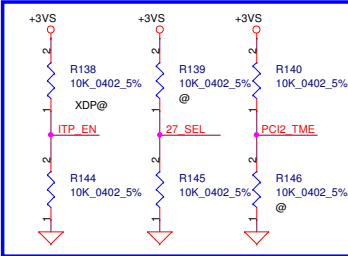 +3VS +3VS +3VS
2 2 2
R138 R139 R140
10K_0402_5% 10K_0402_5% 10K_0402_5%
XDP@ @
1 1 1
ITP_EN 27_SEL PCI2_TME
2 2 2
R144 R145 R146
10K_0402_5% 10K_0402_5% 10K_0402_5%
@
1 1 1